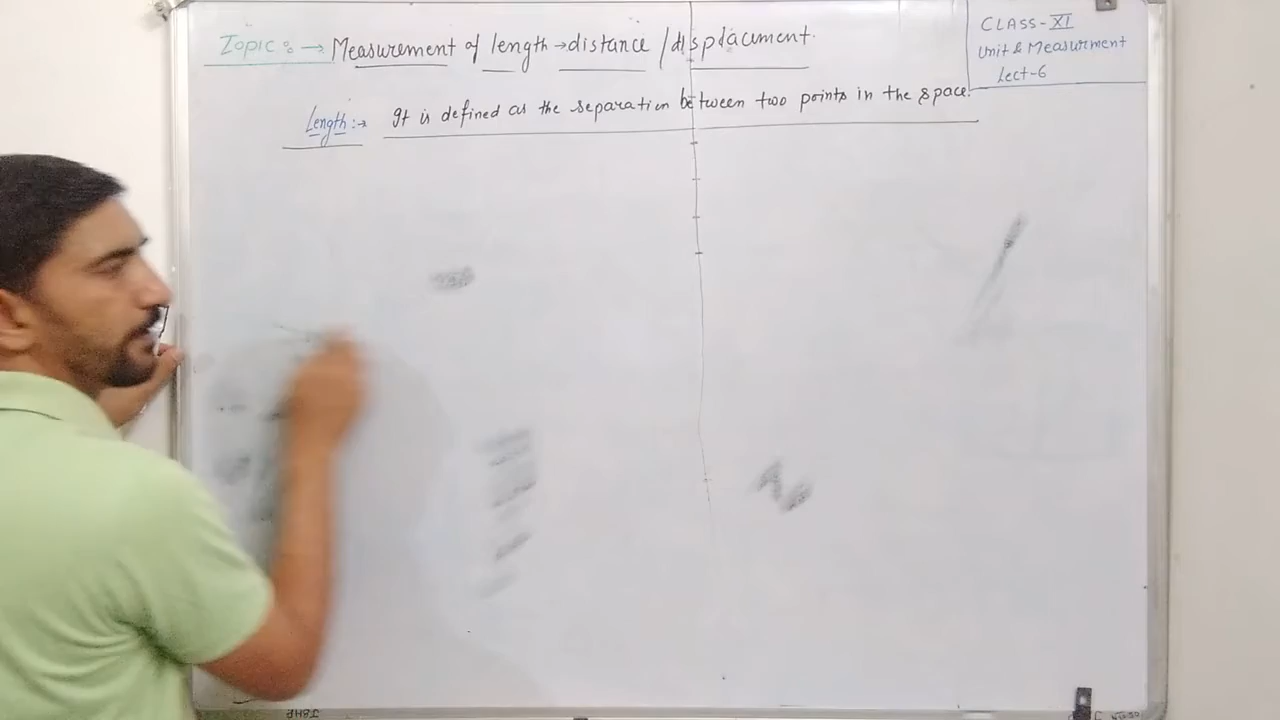 Topic :→ Measurement of length→distance / displacement.
CLASS-XI
Unit & Measurment
Lect-6
Length :→ It is defined as the separation between two points in the space.